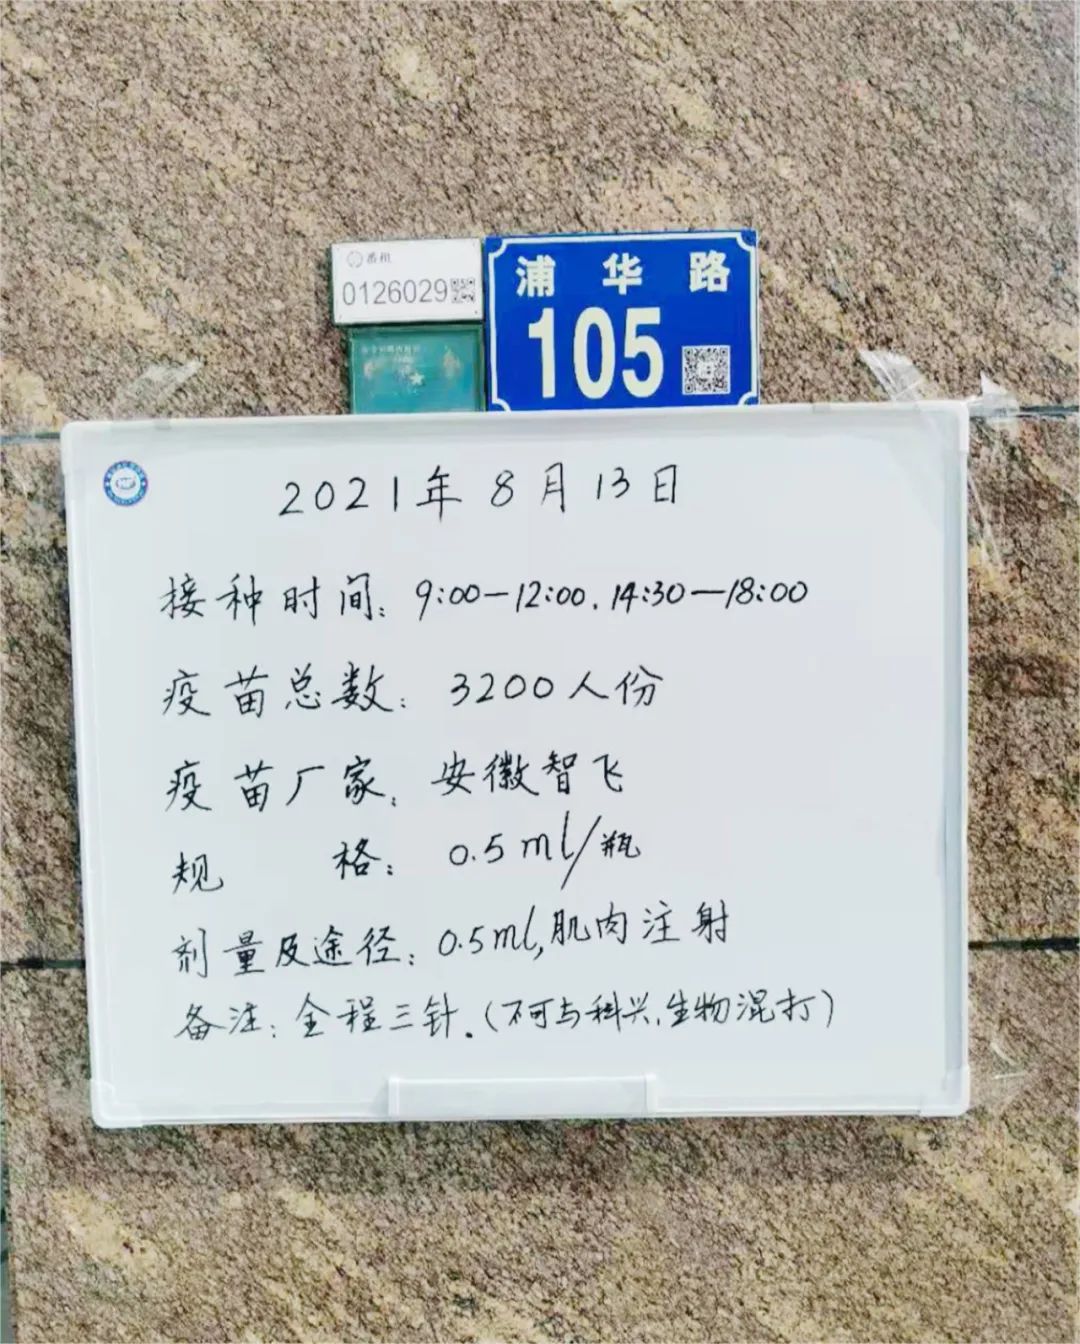 番租
0126029
浦华路
105
2021年8月13日
接种时间：9:00—12:00.14:30—18:00
疫苗总数：3200人份
疫苗厂家：安徽智飞
规 格：0.5ml/瓶
剂量及途径：0.5ml,肌肉注射
备注：全程三针.(不可与科兴.生物混打)